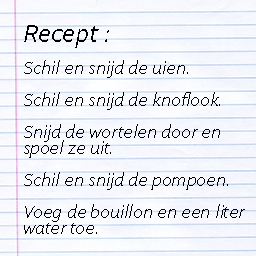 Recept :
Schil en snijd de uien.
Schil en snijd de knoflook.
Snijd de wortelen door en
spoel ze uit.
Schil en snijd de pompoen.
Voeg de bouillon en een liter
water toe.